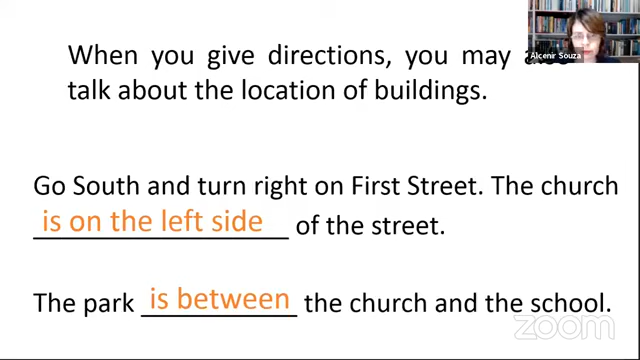 When you give directions, you may also
Alcenir Souza
talk about the location of buildings.
Go South and turn right on First Street. The church
is on the left side of the street.
The park is between the church and the school.
zoom